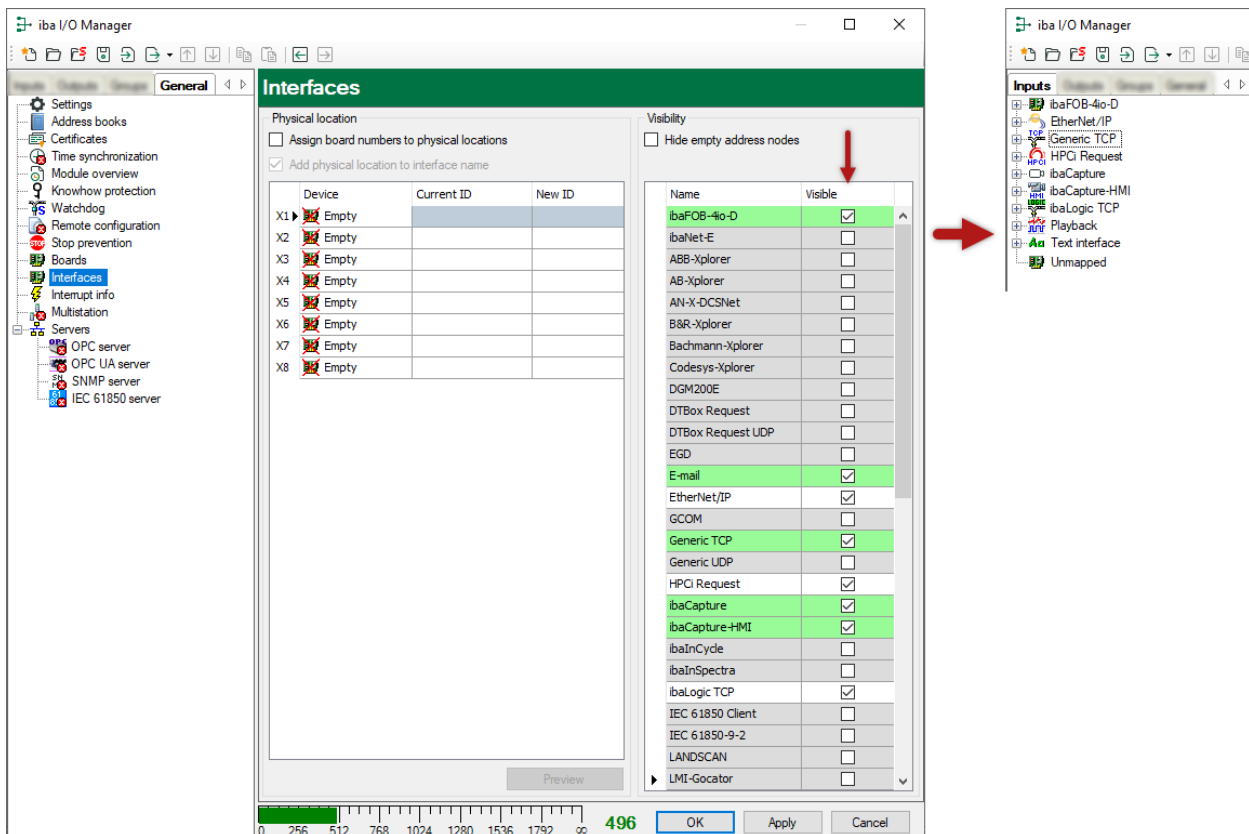 iba I/O Manager
General
Settings
Address books
Certificates
Time synchronization
Module overview
Knowhow protection
Watchdog
Remote configuration
Stop prevention
Boards
Interfaces
Interrupt info
Multistation
Servers
OPC server
OPC UA server
SNMP server
IEC 61850 server
Interfaces
Physical location
Assign board numbers to physical locations
Add physical location to interface name
Device Current ID New ID
X1 Empty
X2 Empty
X3 Empty
X4 Empty
X5 Empty
X6 Empty
X7 Empty
X8 Empty
Preview
Visibility
Hide empty address nodes
Name Visible
ibaFOB-4io-D
ibaNet-E
ABB-Xplorer
AB-Xplorer
AN-X-DCSNet
B&R-Xplorer
Bachmann-Xplorer
Codesys-Xplorer
DGM200E
DTBox Request
DTBox Request UDP
EGD
E-mail
EtherNet/IP
GCOM
Generic TCP
Generic UDP
HPCi Request
ibaCapture
ibaCapture-HMI
ibaInCycle
ibaInSpectra
ibaLogic TCP
IEC 61850 Client
IEC 61850-9-2
LANDSCAN
LMI-Gocator
0 256 512 768 1024 1280 1536 1792 ∞
496
OK Apply Cancel
iba I/O Manager
Inputs
ibaFOB-4io-D
EtherNet/IP
Generic TCP
HPCi Request
ibaCapture
ibaCapture-HMI
ibaLogic TCP
Playback
Text interface
Unmapped